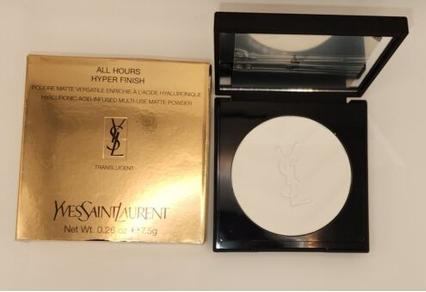 ALL HOURS
HYPER FINISH
POUDRE MATTE VERSATILE ENRICHIE À L'ACIDE HYALURONIQUE
HYALURONIC ACID-INFUSED MULTI-USE MATTE POWDER
YSL
TRANSLUCENT
YVESSAINTLAURENT
Net Wt. 0.26 oz • 7.5g
YSL